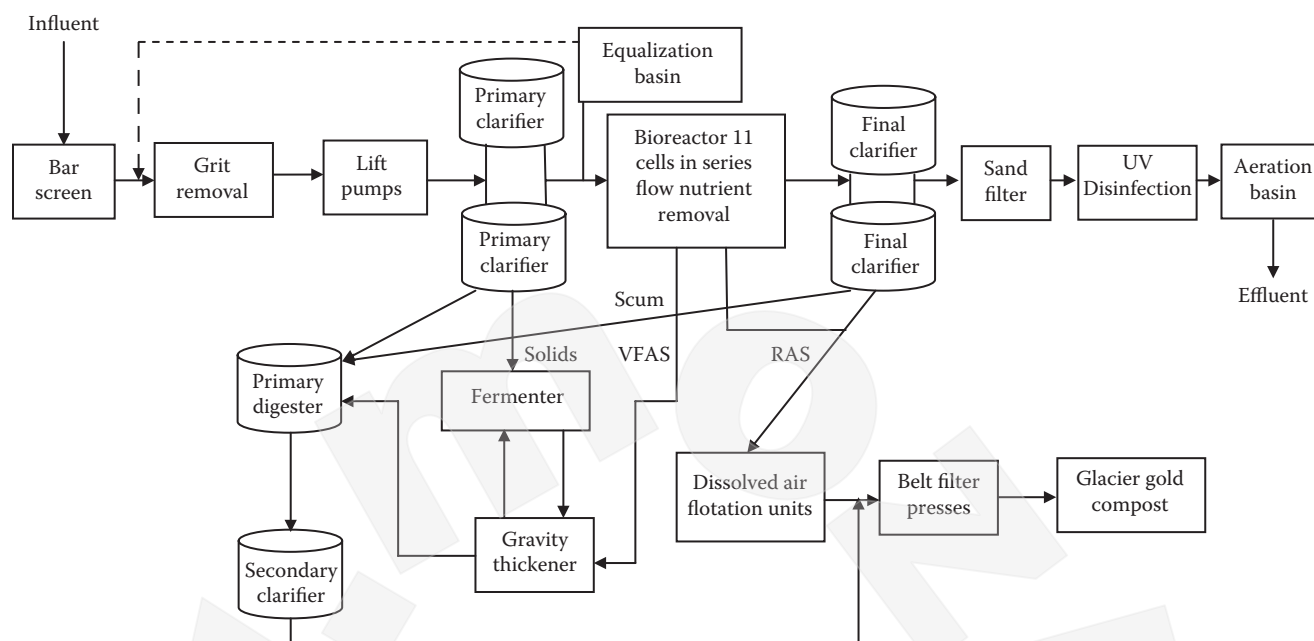 Influent
Equalization
basin
Primary
clarifier
Bar
screen
Grit
removal
Lift
pumps
Bioreactor 11
cells in series
flow nutrient
removal
Final
clarifier
Sand
filter
UV
Disinfection
Aeration
basin
Primary
clarifier
Final
clarifier
Effluent
Scum
Solids
VFAS
RAS
Primary
digester
Fermenter
Dissolved air
flotation units
Belt filter
presses
Glacier gold
compost
Gravity
thickener
Secondary
clarifier